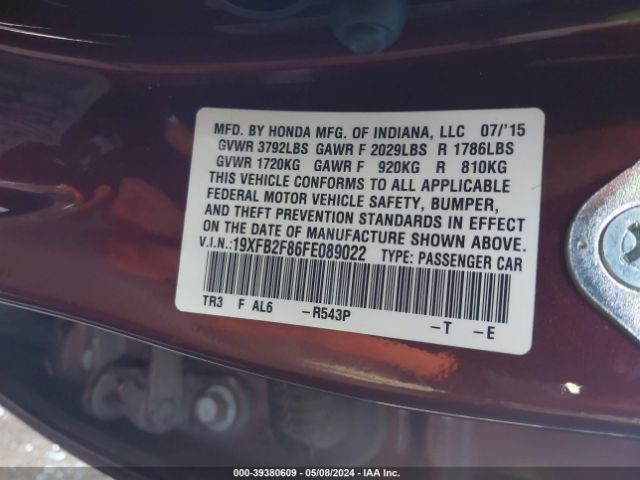 MFD. BY HONDA MFG. OF INDIANA, LLC 07/'15
GVWR 3792LBS GAWR F 2029LBS R 1786LBS
GVWR 1720KG GAWR F 920KG R 810KG
THIS VEHICLE CONFORMS TO ALL APPLICABLE
FEDERAL MOTOR VEHICLE SAFETY, BUMPER,
AND THEFT PREVENTION STANDARDS IN EFFECT
ON THE DATE OF MANUFACTURE SHOWN ABOVE.
V.I.N.:19XFB2F86FE089022 TYPE: PASSENGER CAR
TR3 F AL6 -R543P -T -E
000-39380609 - 05/08/2024 - IAA Inc.